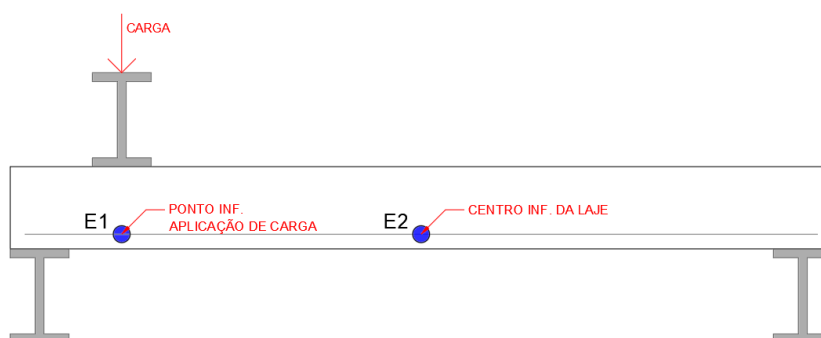 CARGA
E1
PONTO INF.
APLICAÇÃO DE CARGA
E2
CENTRO INF. DA LAJE